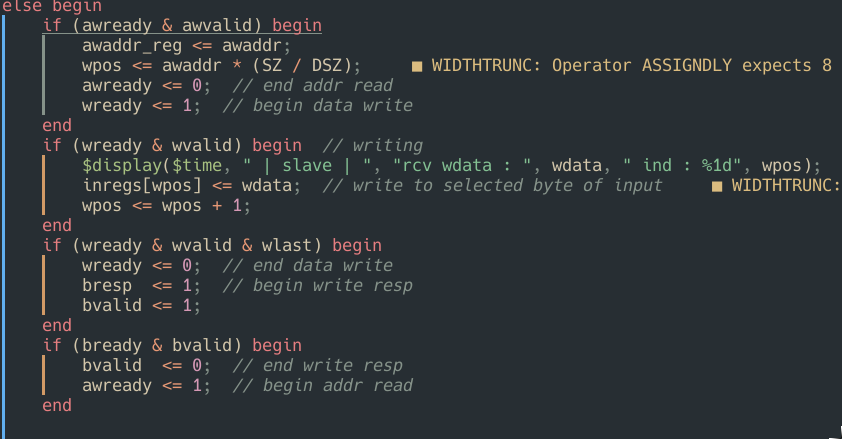 else begin
if (awready & awvalid) begin
awaddr_reg <= awaddr;
wpos <= awaddr * (SZ / DSZ); ■ WIDTHTRUNC: Operator ASSIGNDLY expects 8
awready <= 0; // end addr read
wready <= 1; // begin data write
end
if (wready & wvalid) begin // writing
$display($time, " | slave | ", "rcv wdata : ", wdata, " ind : %1d", wpos);
inregs[wpos] <= wdata; // write to selected byte of input ■ WIDTHTRUNC:
wpos <= wpos + 1;
end
if (wready & wvalid & wlast) begin
wready <= 0; // end data write
bresp <= 1; // begin write resp
bvalid <= 1;
end
if (bready & bvalid) begin
bvalid <= 0; // end write resp
awready <= 1; // begin addr read
end